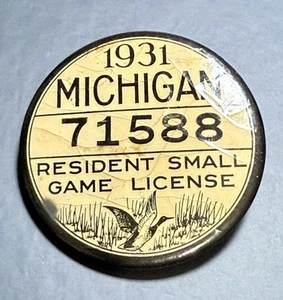 1931
MICHIGAN
71588
RESIDENT SMALL
GAME LICENSE